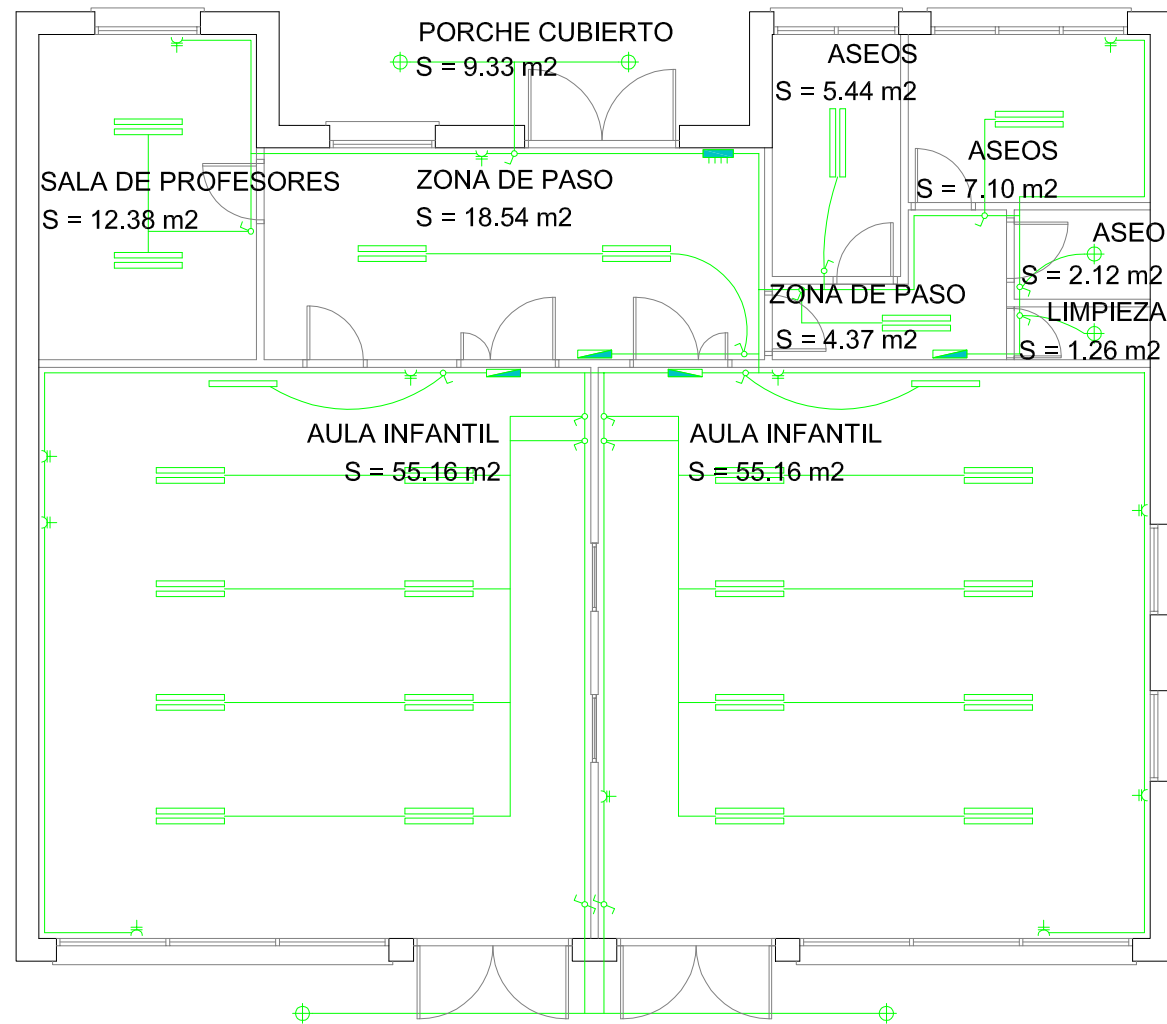 PORCHE CUBIERTO
S = 9.33 m2
ASEOS
S = 5.44 m2
ASEOS
S = 7.10 m2
SALA DE PROFESORES
S = 12.38 m2
ZONA DE PASO
S = 18.54 m2
ASEO
S = 2.12 m2
ZONA DE PASO
S = 4.37 m2
LIMPIEZA
S = 1.26 m2
AULA INFANTIL
S = 55.16 m2
AULA INFANTIL
S = 55.16 m2